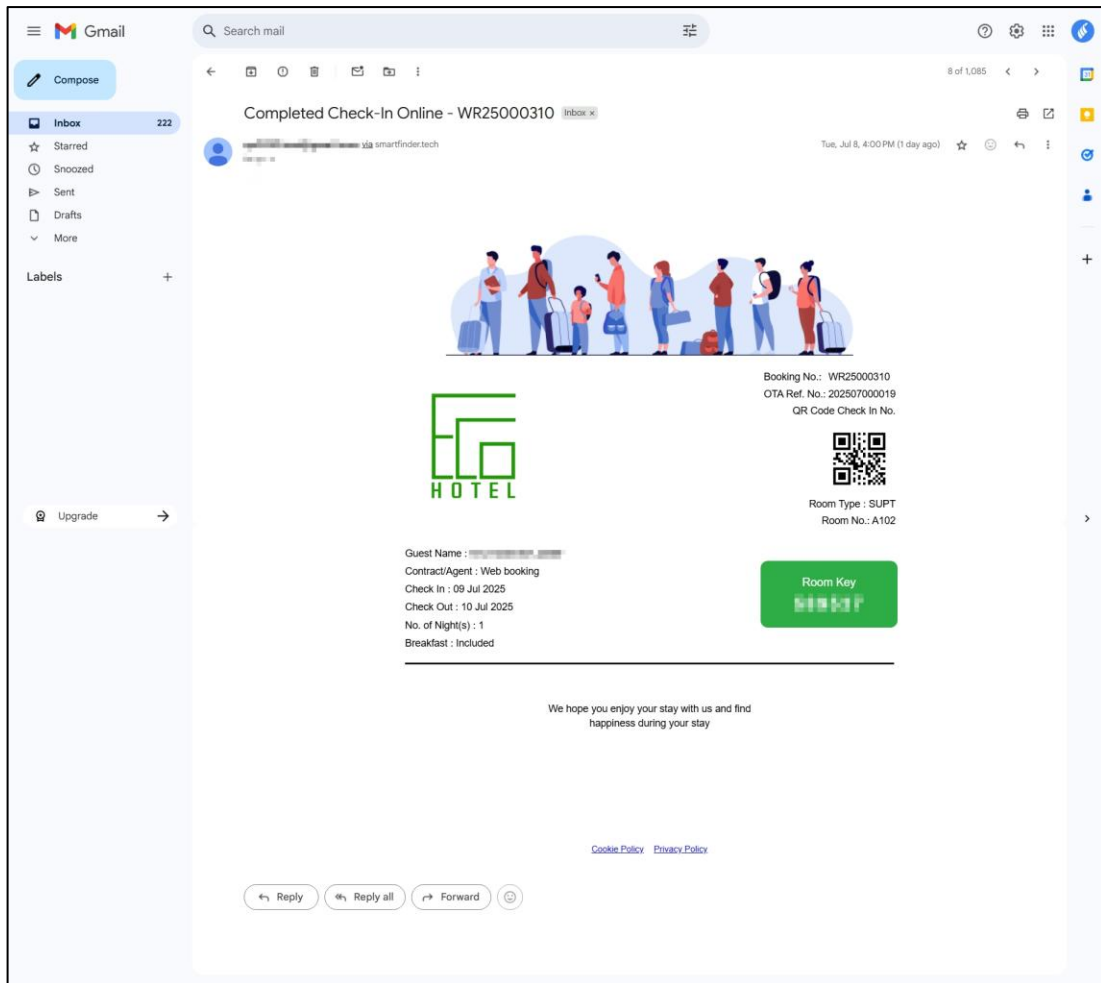 Gmail
Search mail
Compose
8 of 1,085
Inbox 222
Starred
Snoozed
Sent
Drafts
More
Labels
Upgrade
Completed Check-In Online - WR25000310 Inbox x
via smartfinder.tech
Tue, Jul 8, 4:00 PM (1 day ago)
Booking No.: WR25000310
OTA Ref. No.: 202507000019
QR Code Check In No.
ECO
HOTEL
Room Type : SUPT
Room No.: A102
Guest Name :
Contract/Agent : Web booking
Check In : 09 Jul 2025
Check Out : 10 Jul 2025
No. of Night(s) : 1
Breakfast : Included
Room Key
We hope you enjoy your stay with us and find
happiness during your stay
Cookie Policy Privacy Policy
Reply Reply all Forward